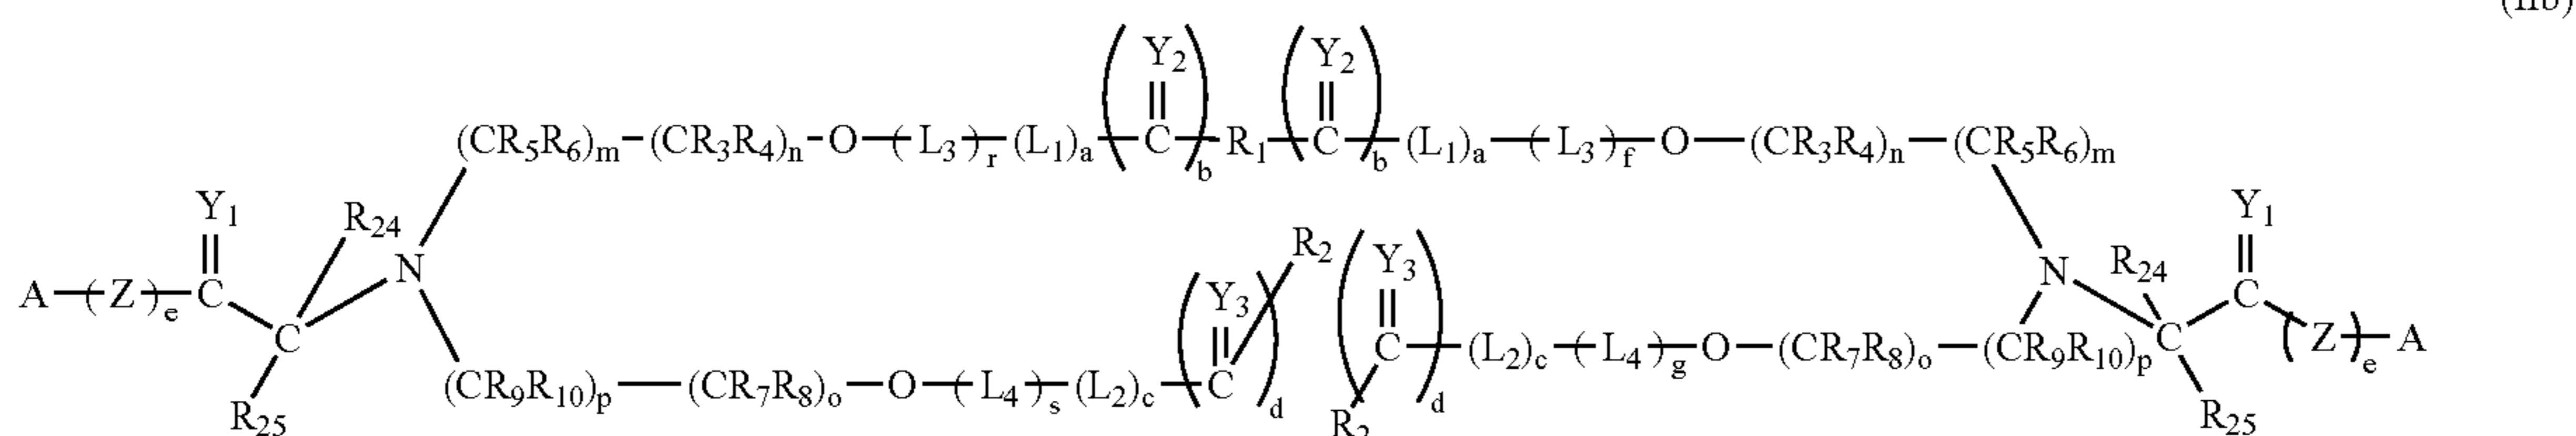 (IIb)
Y2 Y2
(CR5R6)m—(CR3R4)n-O—(L3)r—(L1)a—(C)b—R1—(C)b—(L1)a—(L3)f—O—(CR3R4)n—(CR5R6)m
Y1 R24 N R2 Y3 N R24 Y1
A—(Z)e—C C Y3 C—(L2)c—(L4)g—O—(CR7R8)o—(CR9R10)p C C (Z)e—A
R25 (CR9R10)p—(CR7R8)o—O—(L4)s—(L2)c—(C)d R2 d R25